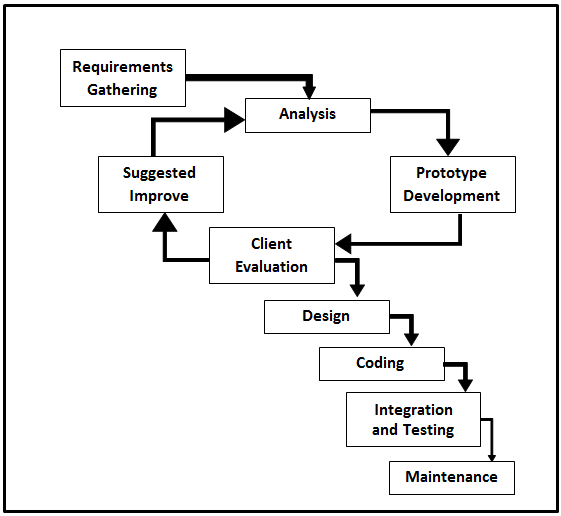 Requirements
Gathering
Analysis
Suggested
Improve
Prototype
Development
Client
Evaluation
Design
Coding
Integration
and Testing
Maintenance